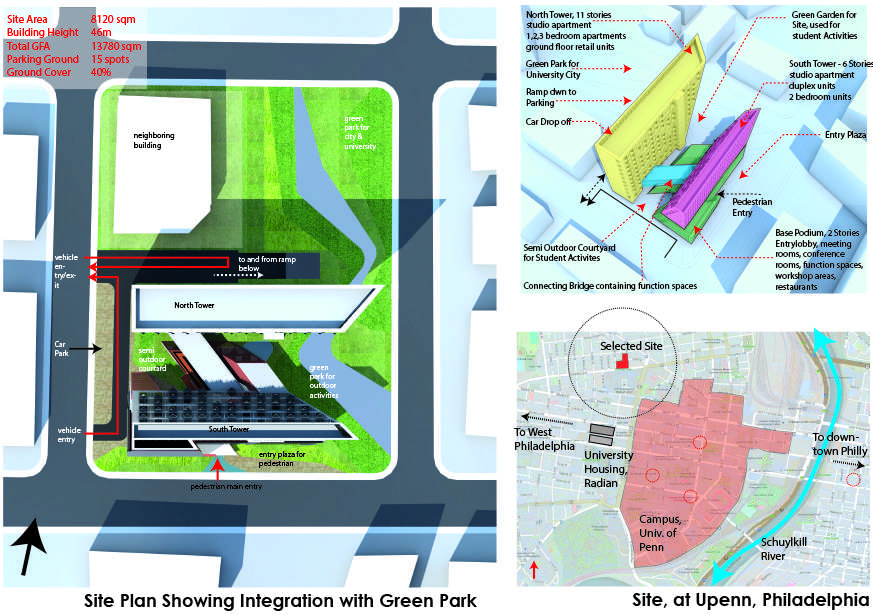 Site Area 8120 sqm
Building Height 46m
Total GFA 13780 sqm
Parking Ground 15 spots
Ground Cover 40%
neighboring
building
green
park for
city &
university
vehicle
en-
try/ex-
it
to and from ramp
below
North Tower
Car
Park
semi
outdoor
courtard
green
park for
outdoor
activities
vehicle
entry
South Tower
entry plaza for
pedestrian
pedestrian main entry
Site Plan Showing Integration with Green Park
North Tower, 11 stories
studio apartment
1,2,3 bedroom apartments
ground floor retail units
Green Park for
University City
Ramp dwn to
Parking
Car Drop off
Green Garden for
Site, used for
student Activities
South Tower - 6 Stories
studio apartment
duplex units
2 bedroom units
Entry Plaza
Pedestrian
Entry
Semi Outdoor Courtyard
for Student Activites
Connecting Bridge containing function spaces
Base Podium, 2 Stories
Entrylobby, meeting
rooms, conference
rooms, function spaces,
workshop areas,
restaurants
Selected Site
To West
Philadelphia
University
Housing,
Radian
To down-
town Philly
Campus,
Univ. of
Penn
Schuylkill
River
Site, at Upenn, Philadelphia